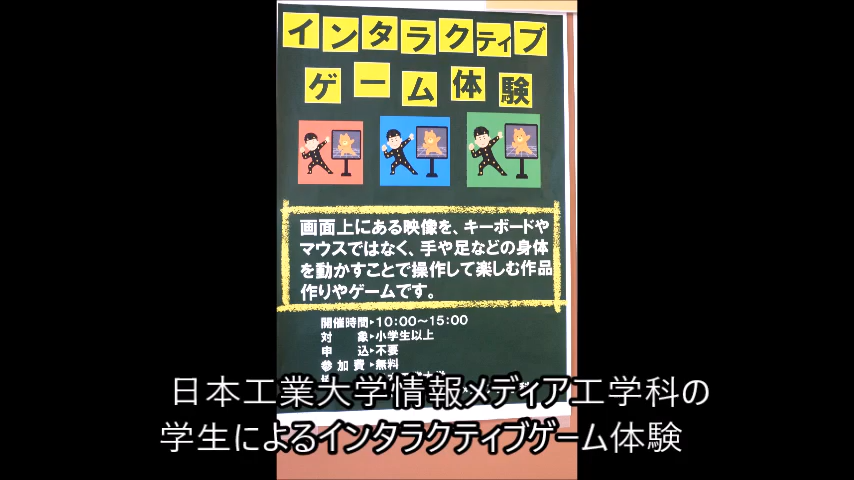 インタラクティブ
ゲーム体験
画面上にある映像を、キーボードや
マウスではなく、手や足などの身体
を動かすことで操作して楽しむ作品
作りやゲームです。
開催時間▶10:00～15:00
対　象▶小学生以上
申　込▶不要
参加費▶無料
日本工業大学情報メディア工学科の
学生によるインタラクティブゲーム体験